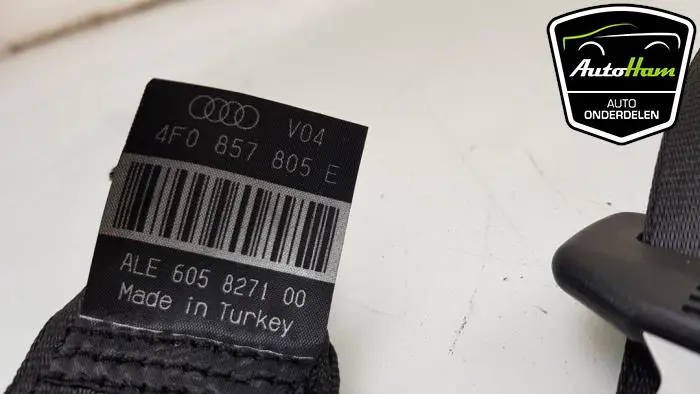 V04
4F0 857 805 E
ALE 605 8271 00
Made in Turkey
AutoHam
AUTO
ONDERDELEN